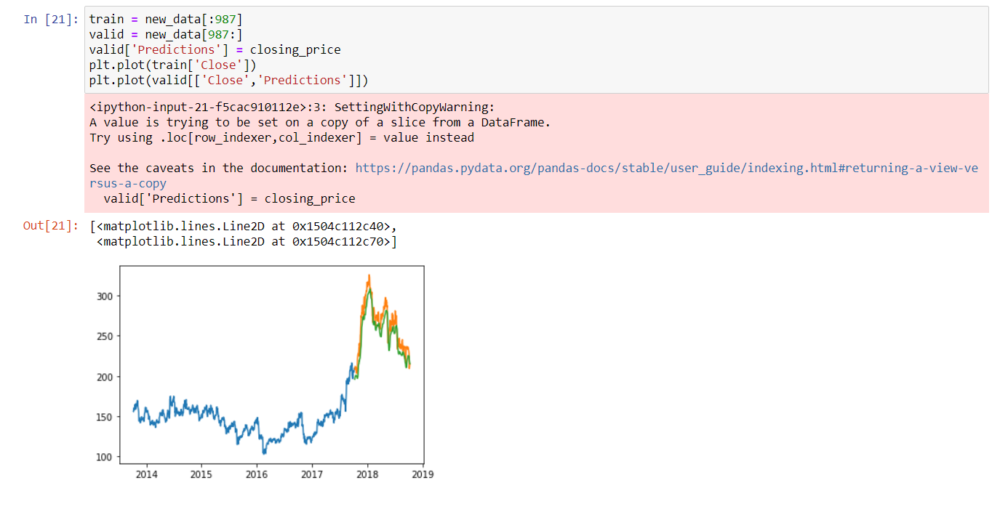 In [21]: train = new_data[:987]
valid = new_data[987:]
valid['Predictions'] = closing_price
plt.plot(train['Close'])
plt.plot(valid[['Close','Predictions']])
<ipython-input-21-f5cac910112e>:3: SettingWithCopyWarning:
A value is trying to be set on a copy of a slice from a DataFrame.
Try using .loc[row_indexer,col_indexer] = value instead
See the caveats in the documentation: https://pandas.pydata.org/pandas-docs/stable/user_guide/indexing.html#returning-a-view-ve
rsus-a-copy
  valid['Predictions'] = closing_price
Out[21]: [<matplotlib.lines.Line2D at 0x1504c112c40>,
 <matplotlib.lines.Line2D at 0x1504c112c70>]
300
250
200
150
100
2014 2015 2016 2017 2018 2019